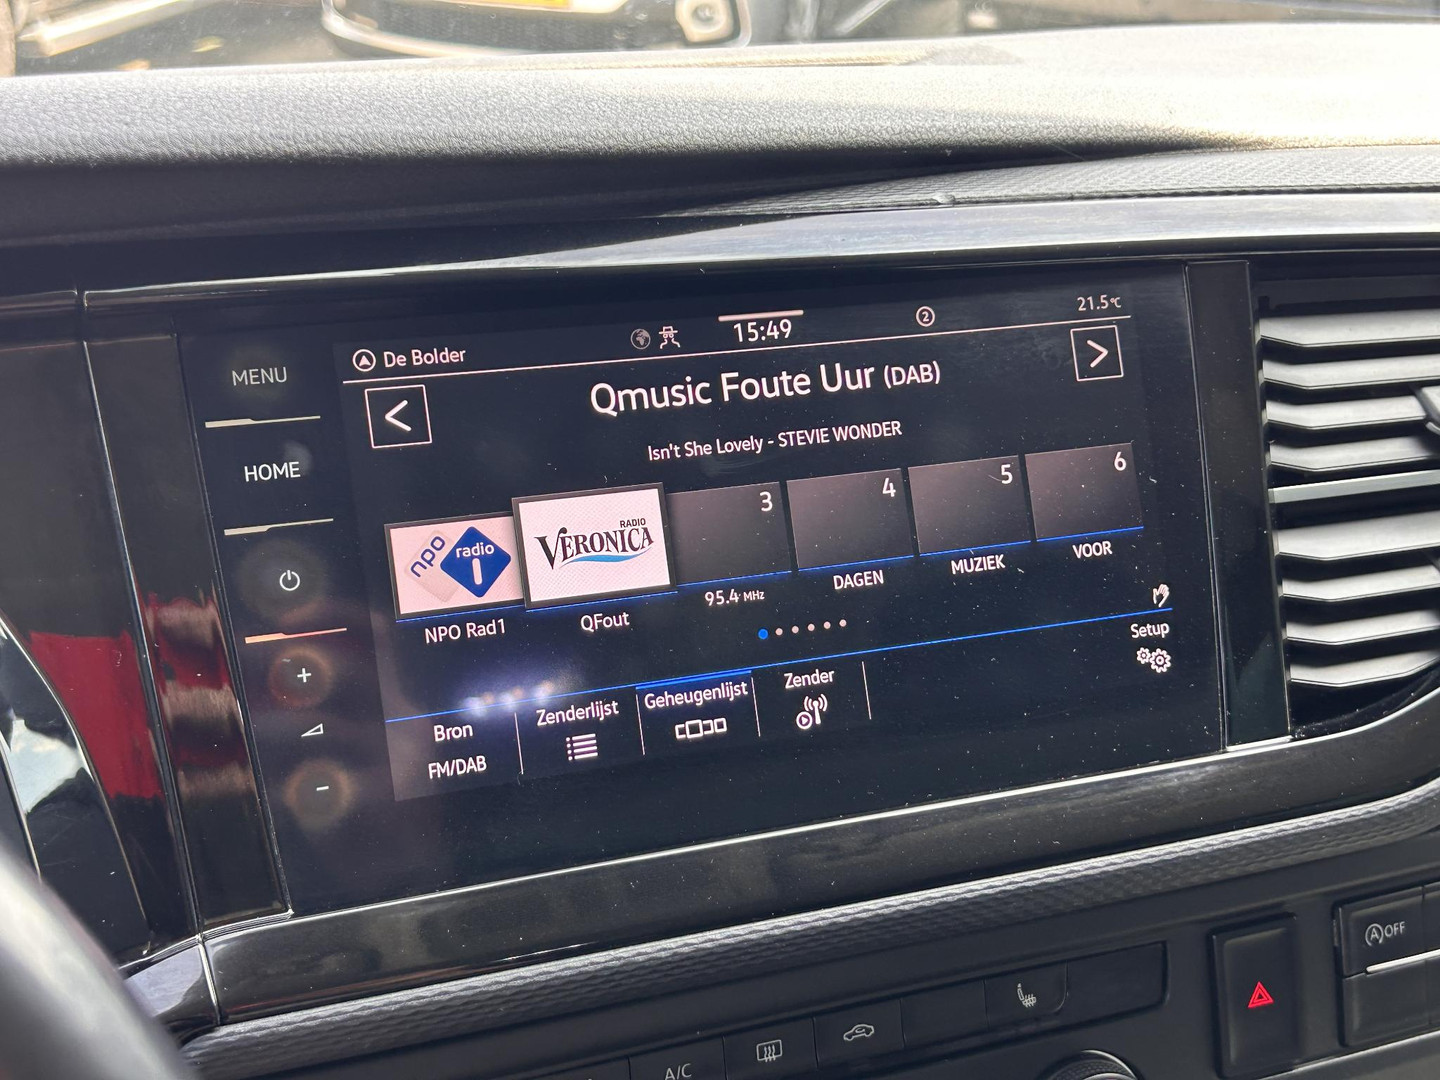 MENU
HOME
De Bolder
15:49
2
21.5°C
<
Qmusic Foute Uur (DAB)
>
Isn't She Lovely - STEVIE WONDER
npo radio 1
RADIO
VERONICA
3
4
5
6
NPO Rad1
QFout
95.4 MHz
DAGEN
MUZIEK
VOOR
Setup
Bron
FM/DAB
Zenderlijst
Geheugenlijst
Zender
+
-
A OFF
A/C